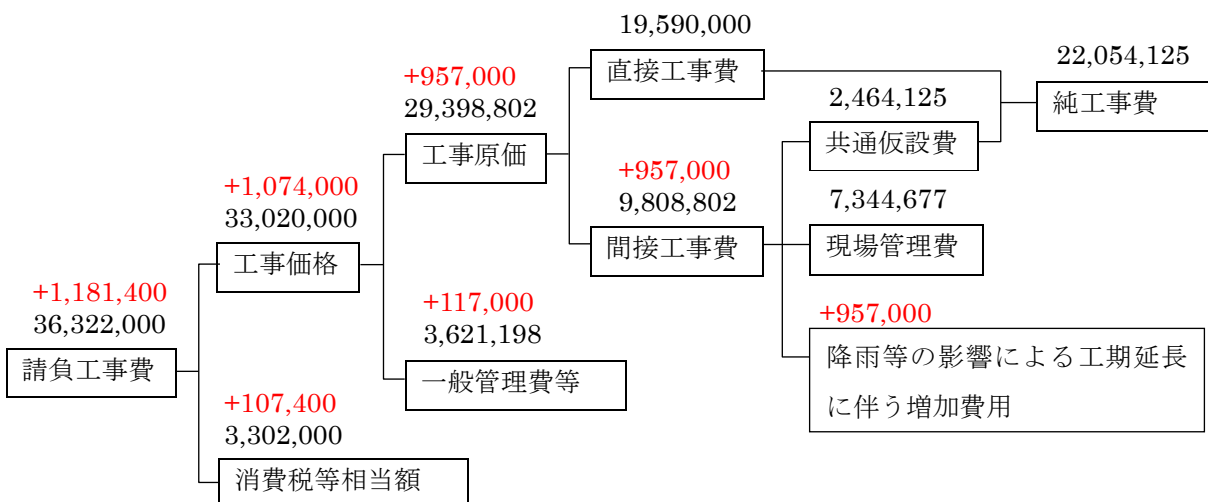 19,590,000
直接工事費
22,054,125
純工事費
+957,000
29,398,802
工事原価
2,464,125
共通仮設費
+957,000
9,808,802
間接工事費
7,344,677
現場管理費
+1,074,000
33,020,000
工事価格
+957,000
降雨等の影響による工期延長
に伴う増加費用
+117,000
3,621,198
一般管理費等
+1,181,400
36,322,000
請負工事費
+107,400
3,302,000
消費税等相当額